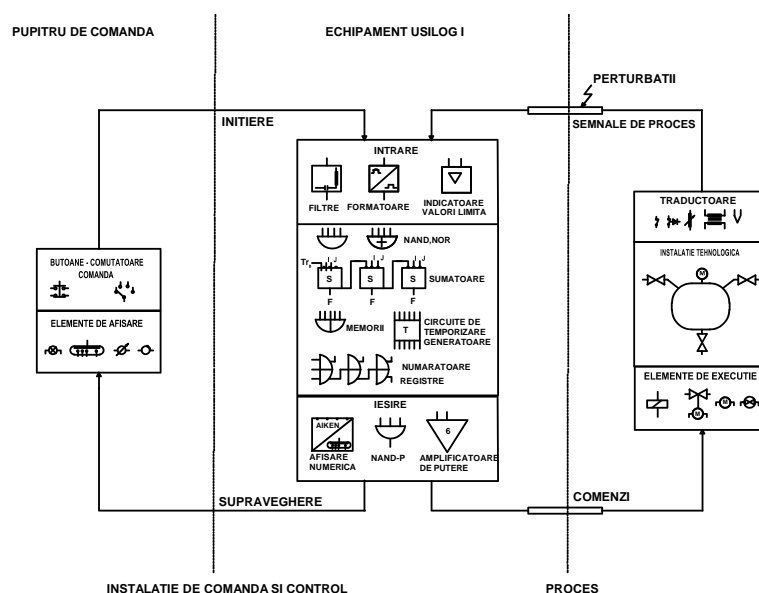 PUPITRU DE COMANDA
ECHIPAMENT USILOG I
PERTURBATII
INITIERE
SEMNALE DE PROCES
INTRARE
FILTRE
FORMATOARE
INDICATOARE
VALORI LIMITA
NAND,NOR
Tr,
I J
I J
I J
S
S
S
SUMATOARE
F
F
F
MEMORII
T
CIRCUITE DE
TEMPORIZARE
GENERATOARE
NUMARATOARE
REGISTRE
IESIRE
AIKEN
6
AFISARE
NUMERICA
NAND-P
AMPLIFICATOARE
DE PUTERE
BUTOANE - COMUTATOARE
COMANDA
ELEMENTE DE AFISARE
TRADUCTOARE
INSTALATIE TEHNOLOGICA
M
ELEMENTE DE EXECUTIE
M
M
SUPRAVEGHERE
COMENZI
INSTALATIE DE COMANDA SI CONTROL
PROCES